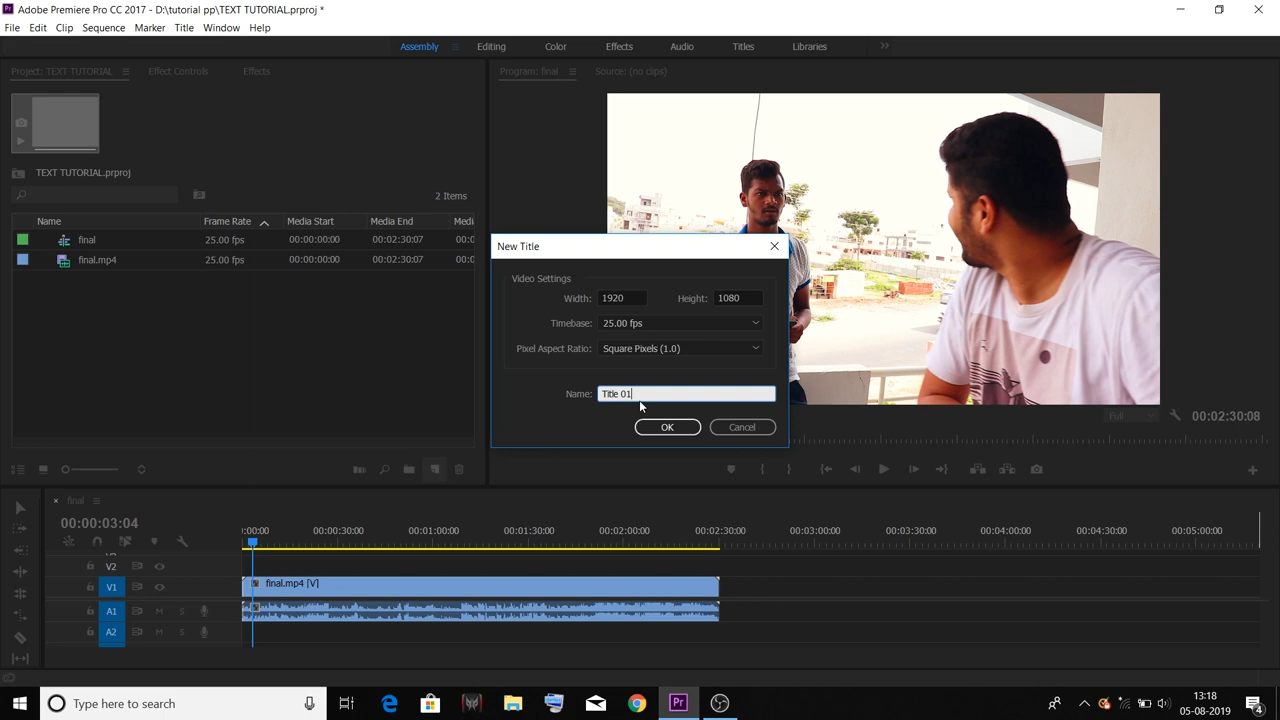 Adobe Premiere Pro CC 2017 - D:\tutorial pp\TEXT TUTORIAL.prproj *
File Edit Clip Sequence Marker Title Window Help
Assembly Editing Color Effects Audio Titles Libraries
Project: TEXT TUTORIAL Effect Controls Effects
Program: final Source: (no clips)
TEXT TUTORIAL.prproj
2 Items
Name Frame Rate Media Start Media End Medi
final 25.00 fps 00:00:00:00 00:02:30:07 00:0
final.mp4 25.00 fps 00:00:00:00 00:02:30:07 00:0
New Title
Video Settings
Width: 1920 Height: 1080
Timebase: 25.00 fps
Pixel Aspect Ratio: Square Pixels (1.0)
Name: Title 01
OK Cancel
Full 00:02:30:08
final
00:00:03:04
:00:00 00:00:30:00 00:01:00:00 00:01:30:00 00:02:00:00 00:02:30:00 00:03:00:00 00:03:30:00 00:04:00:00 00:04:30:00 00:05:00:00
V2
V1 final.mp4 [V]
A1 M S
A2 M S
Type here to search
Pr
13:18
05-08-2019
4